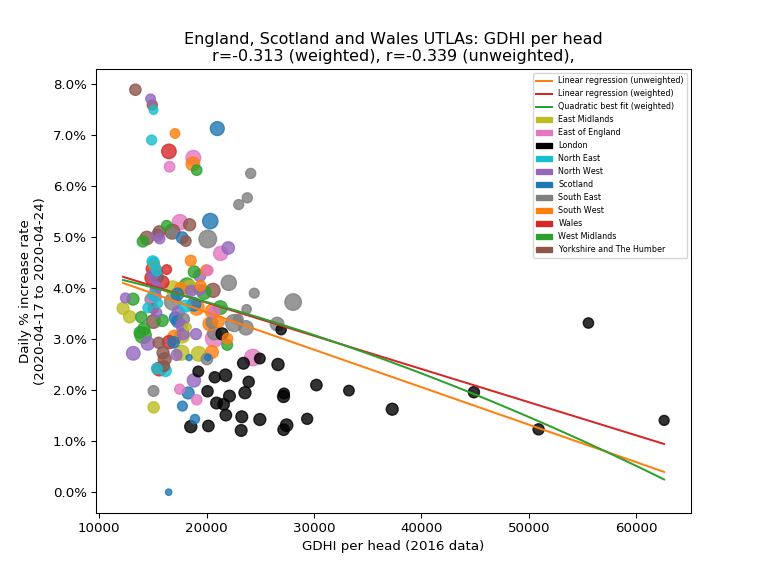 England, Scotland and Wales UTLAs: GDHI per head
r=-0.313 (weighted), r=-0.339 (unweighted),
8.0%
7.0%
6.0%
5.0%
4.0%
3.0%
2.0%
1.0%
0.0%
Daily % increase rate
(2020-04-17 to 2020-04-24)
Linear regression (unweighted)
Linear regression (weighted)
Quadratic best fit (weighted)
East Midlands
East of England
London
North East
North West
Scotland
South East
South West
Wales
West Midlands
Yorkshire and The Humber
10000 20000 30000 40000 50000 60000
GDHI per head (2016 data)